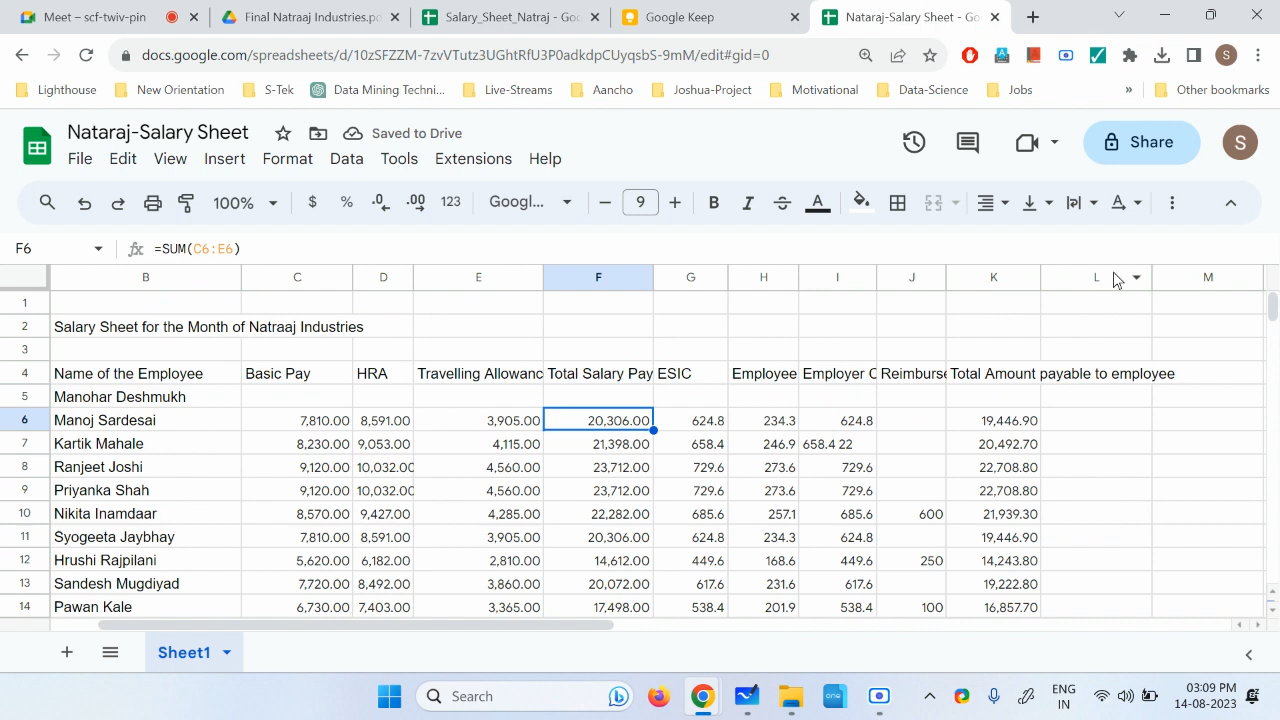 Meet – scf-twiv-j
Final Natraaj Industries.pd
Salary_Sheet_Natraj - Goo
Google Keep
Nataraj-Salary Sheet - Goo
docs.google.com/spreadsheets/d/10zSFZZM-7zvVTutz3UGhtRfU3P0adkdpCUyqsbS-9mM/edit#gid=0
S
Lighthouse New Orientation S-Tek Data Mining Techni... Live-Streams Aancho Joshua-Project Motivational Data-Science Jobs » Other bookmarks
Nataraj-Salary Sheet Saved to Drive
Share S
File Edit View Insert Format Data Tools Extensions Help
100% $ % .0 .00 123 Googl... − 9 + B I A
F6 fx =SUM(C6:E6)
B C D E F G H I J K L M
1
2 Salary Sheet for the Month of Natraaj Industries
3
4 Name of the Employee Basic Pay HRA Travelling Allowanc Total Salary Pay ESIC Employee Employer C Reimburse Total Amount payable to employee
5 Manohar Deshmukh
6 Manoj Sardesai 7,810.00 8,591.00 3,905.00 20,306.00 624.8 234.3 624.8 19,446.90
7 Kartik Mahale 8,230.00 9,053.00 4,115.00 21,398.00 658.4 246.9 658.4 22 20,492.70
8 Ranjeet Joshi 9,120.00 10,032.00 4,560.00 23,712.00 729.6 273.6 729.6 22,708.80
9 Priyanka Shah 9,120.00 10,032.00 4,560.00 23,712.00 729.6 273.6 729.6 22,708.80
10 Nikita Inamdaar 8,570.00 9,427.00 4,285.00 22,282.00 685.6 257.1 685.6 600 21,939.30
11 Syogeeta Jaybhay 7,810.00 8,591.00 3,905.00 20,306.00 624.8 234.3 624.8 19,446.90
12 Hrushi Rajpilani 5,620.00 6,182.00 2,810.00 14,612.00 449.6 168.6 449.6 250 14,243.80
13 Sandesh Mugdiyad 7,720.00 8,492.00 3,860.00 20,072.00 617.6 231.6 617.6 19,222.80
14 Pawan Kale 6,730.00 7,403.00 3,365.00 17,498.00 538.4 201.9 538.4 100 16,857.70
Sheet1
Search
one
ENG
IN
03:09 PM
14-08-2023